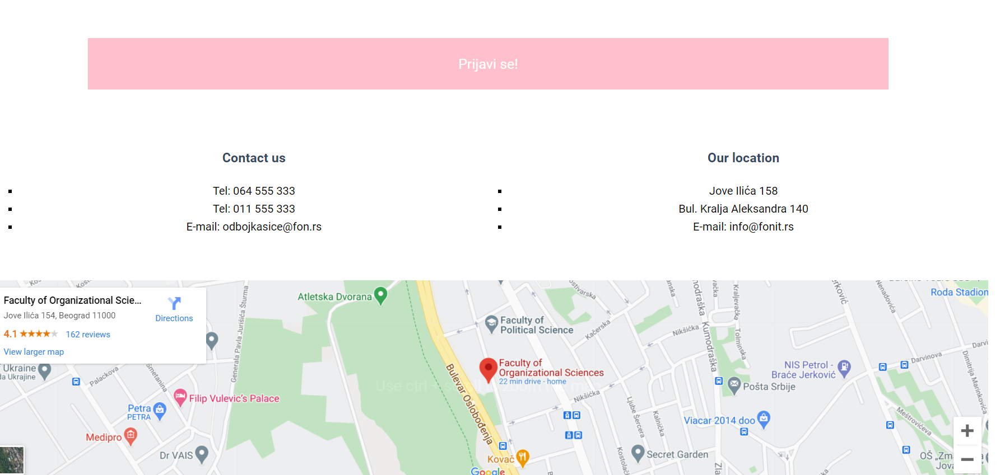 Prijavi se!
Contact us
Tel: 064 555 333
Tel: 011 555 333
E-mail: odbojkasice@fon.rs
Our location
Jove Ilića 158
Bul. Kralja Aleksandra 140
E-mail: info@fonit.rs
Faculty of Organizational Scie...
Jove Ilića 154, Beograd 11000
4.1
162 reviews
View larger map
Directions
Atletska Dvorana
Generala Pavla Jurišića Šturma
Faculty of
Political Science
Kačerska
Nikšićka
Kumodraška
Kraljevačka
Tolminska
Nenadovića
Roda Stadion
Faculty of
Organizational Sciences
22 min drive - home
Use ctrl + scroll to zoom the map
NIS Petrol -
Braće Jerković
Darvinova
Darvi
Dimitrija Marinkovića
Ukraine
da Ukrajine
Palackova
Smetanina
Filip Vulevic's Palace
Petra
PETRA
Medipro
Dr VAIS
Bulevar Oslobođenja
Nikšićka
Pošta Srbije
Ljube Šercera
Kalnička
Viacar 2014 doo
Meštrovićeva
Kovač
Google
Secret Garden
Zla
OŠ „Zma
Jova